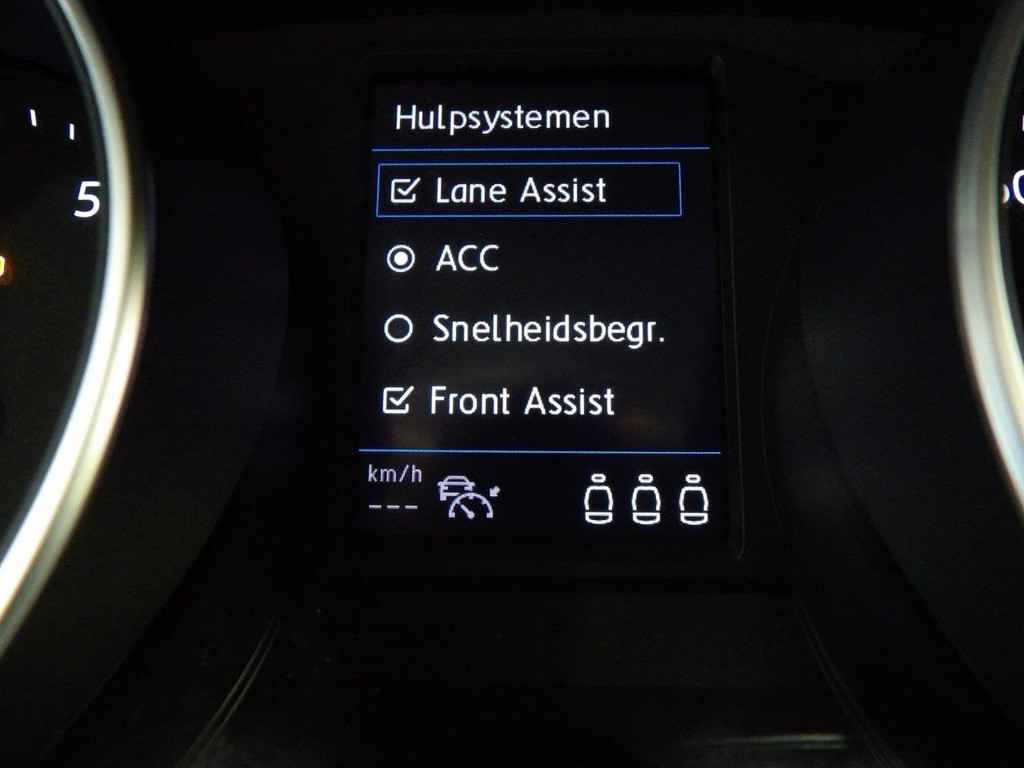 Hulpsystemen
Lane Assist
5
ACC
Snelheidsbegr.
Front Assist
km/h
---